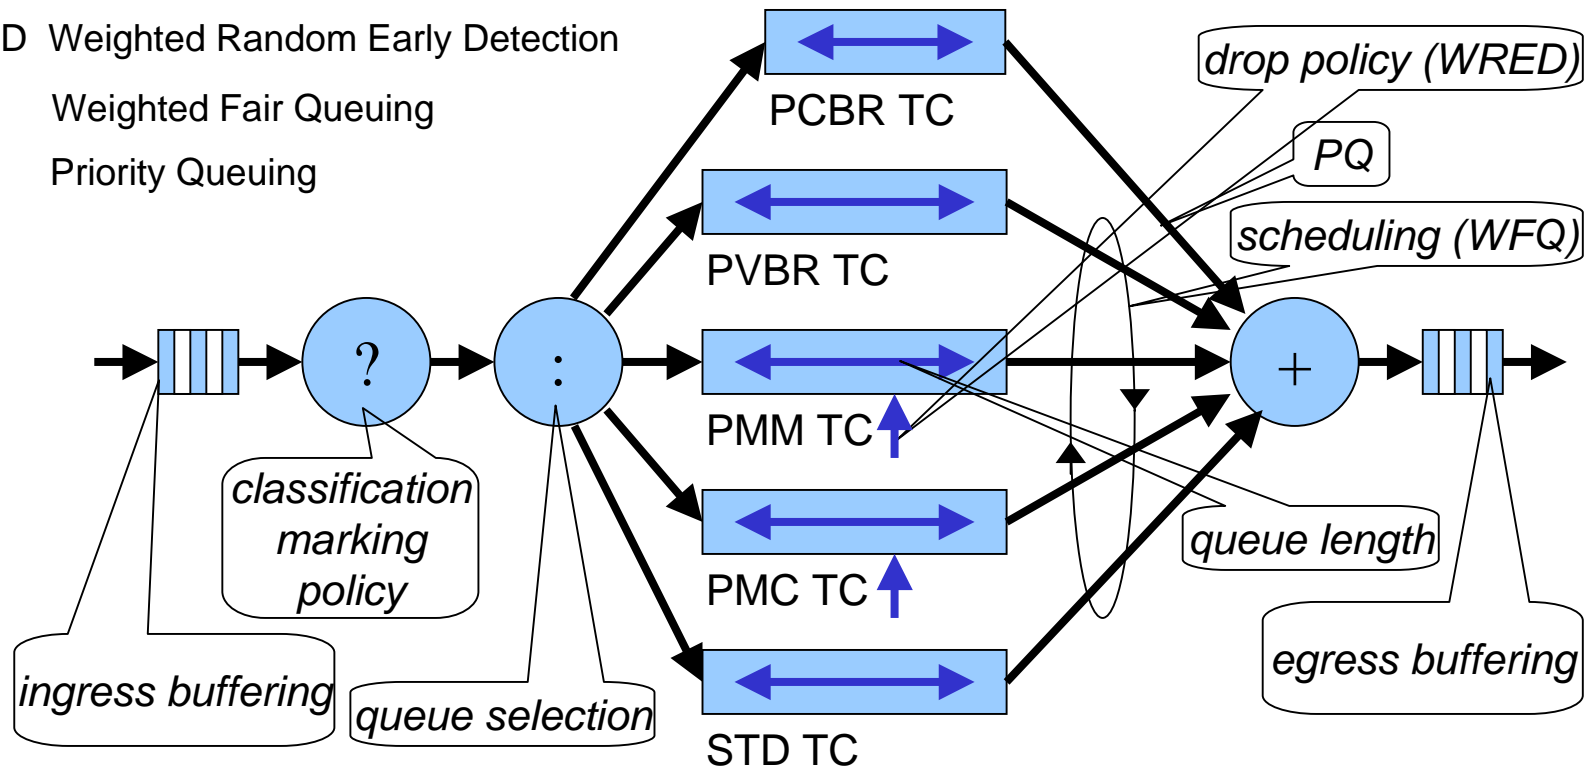 D Weighted Random Early Detection
Weighted Fair Queuing
Priority Queuing
PCBR TC
PVBR TC
PMM TC
PMC TC
STD TC
drop policy (WRED)
PQ
scheduling (WFQ)
?
:
+
classification
marking
policy
ingress buffering
queue selection
queue length
egress buffering